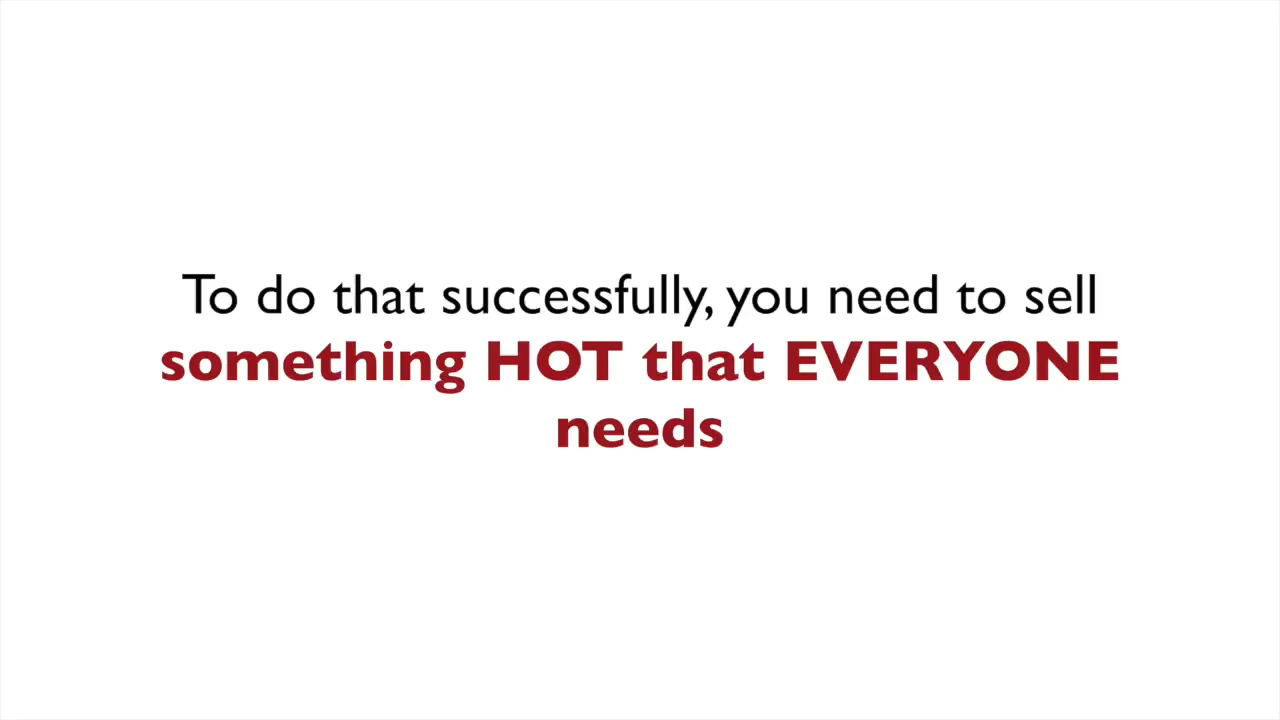 To do that successfully, you need to sell
something HOT that EVERYONE
needs